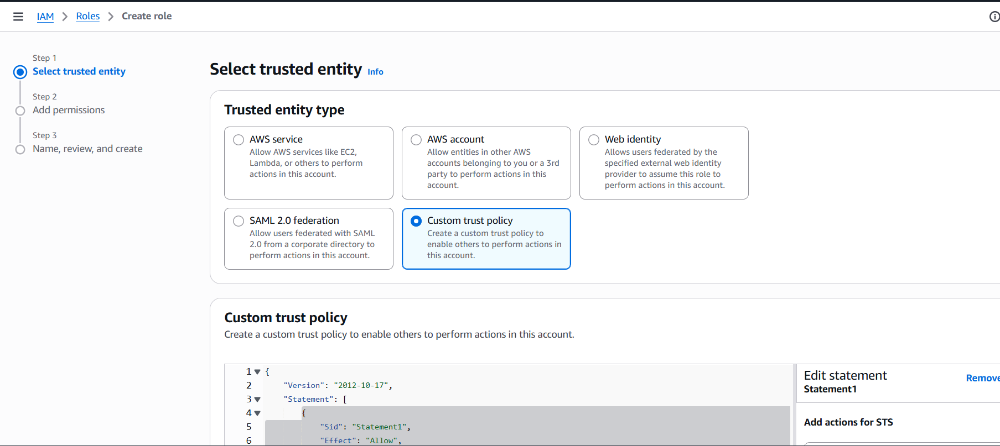 IAM > Roles > Create role
Step 1
Select trusted entity
Step 2
Add permissions
Step 3
Name, review, and create
Select trusted entity Info
Trusted entity type
AWS service
Allow AWS services like EC2,
Lambda, or others to perform
actions in this account.
AWS account
Allow entities in other AWS
accounts belonging to you or a 3rd
party to perform actions in this
account.
Web identity
Allows users federated by the
specified external web identity
provider to assume this role to
perform actions in this account.
SAML 2.0 federation
Allow users federated with SAML
2.0 from a corporate directory to
perform actions in this account.
Custom trust policy
Create a custom trust policy to
enable others to perform actions in
this account.
Custom trust policy
Create a custom trust policy to enable others to perform actions in this account.
1 {
2 "Version": "2012-10-17",
3 "Statement": [
4 {
5 "Sid": "Statement1",
6 "Effect": "Allow",
Edit statement
Remove
Statement1
Add actions for STS